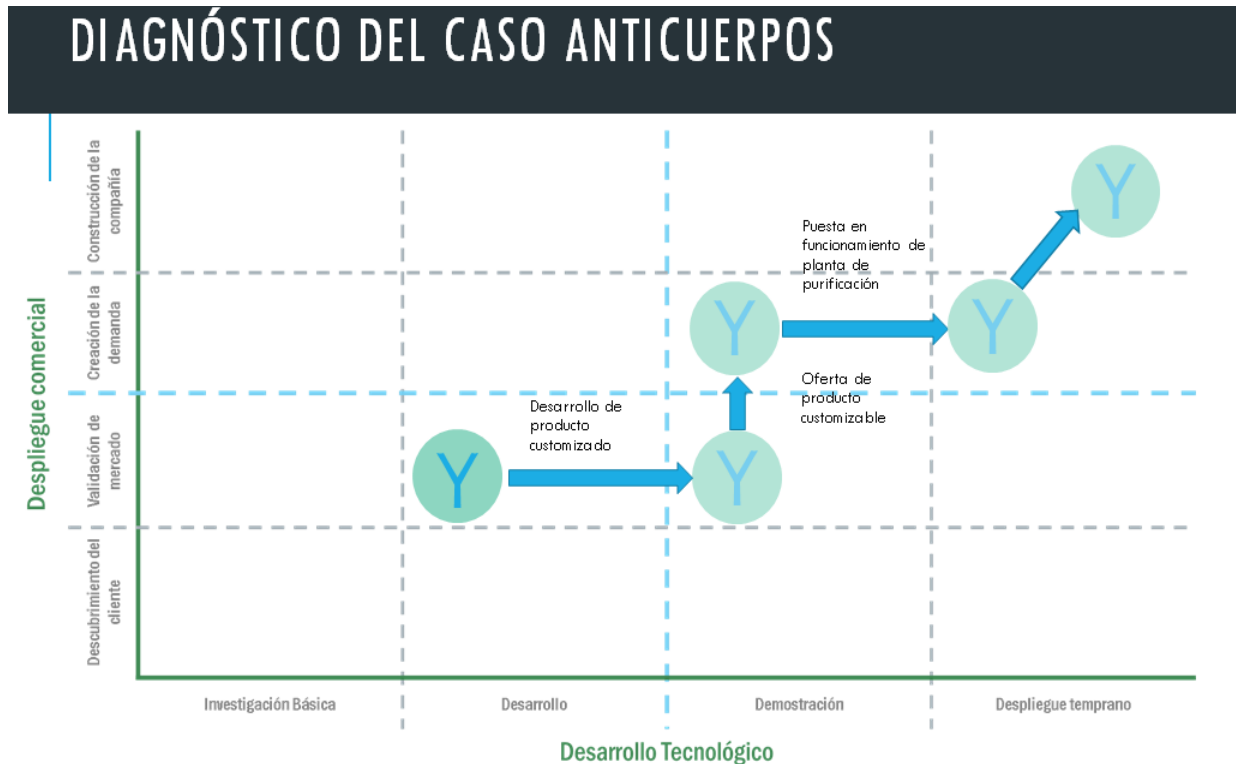 DIAGNÓSTICO DEL CASO ANTICUERPOS
Despliegue comercial
Construcción de la
compañía
Creación de la
demanda
Validación de
mercado
Descubrimiento del
cliente
Y
Puesta en
funcionamiento de
planta de
purificación
Y
Y
Oferta de
producto
customizable
Desarrollo de
producto
customizado
Y
Y
Investigación Básica
Desarrollo
Demostración
Despliegue temprano
Desarrollo Tecnológico